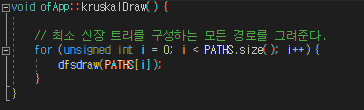 void ofApp::kruskalDraw() {
// 최소 신장 트리를 구성하는 모든 경로를 그려준다.
for (unsigned int i = 0; i < PATHS.size(); i++) {
dfsdraw(PATHS[i]);
}
}